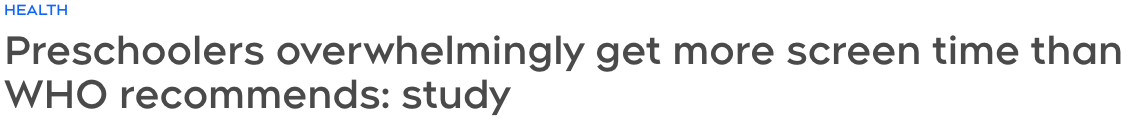 HEALTH
Preschoolers overwhelmingly get more screen time than
WHO recommends: study